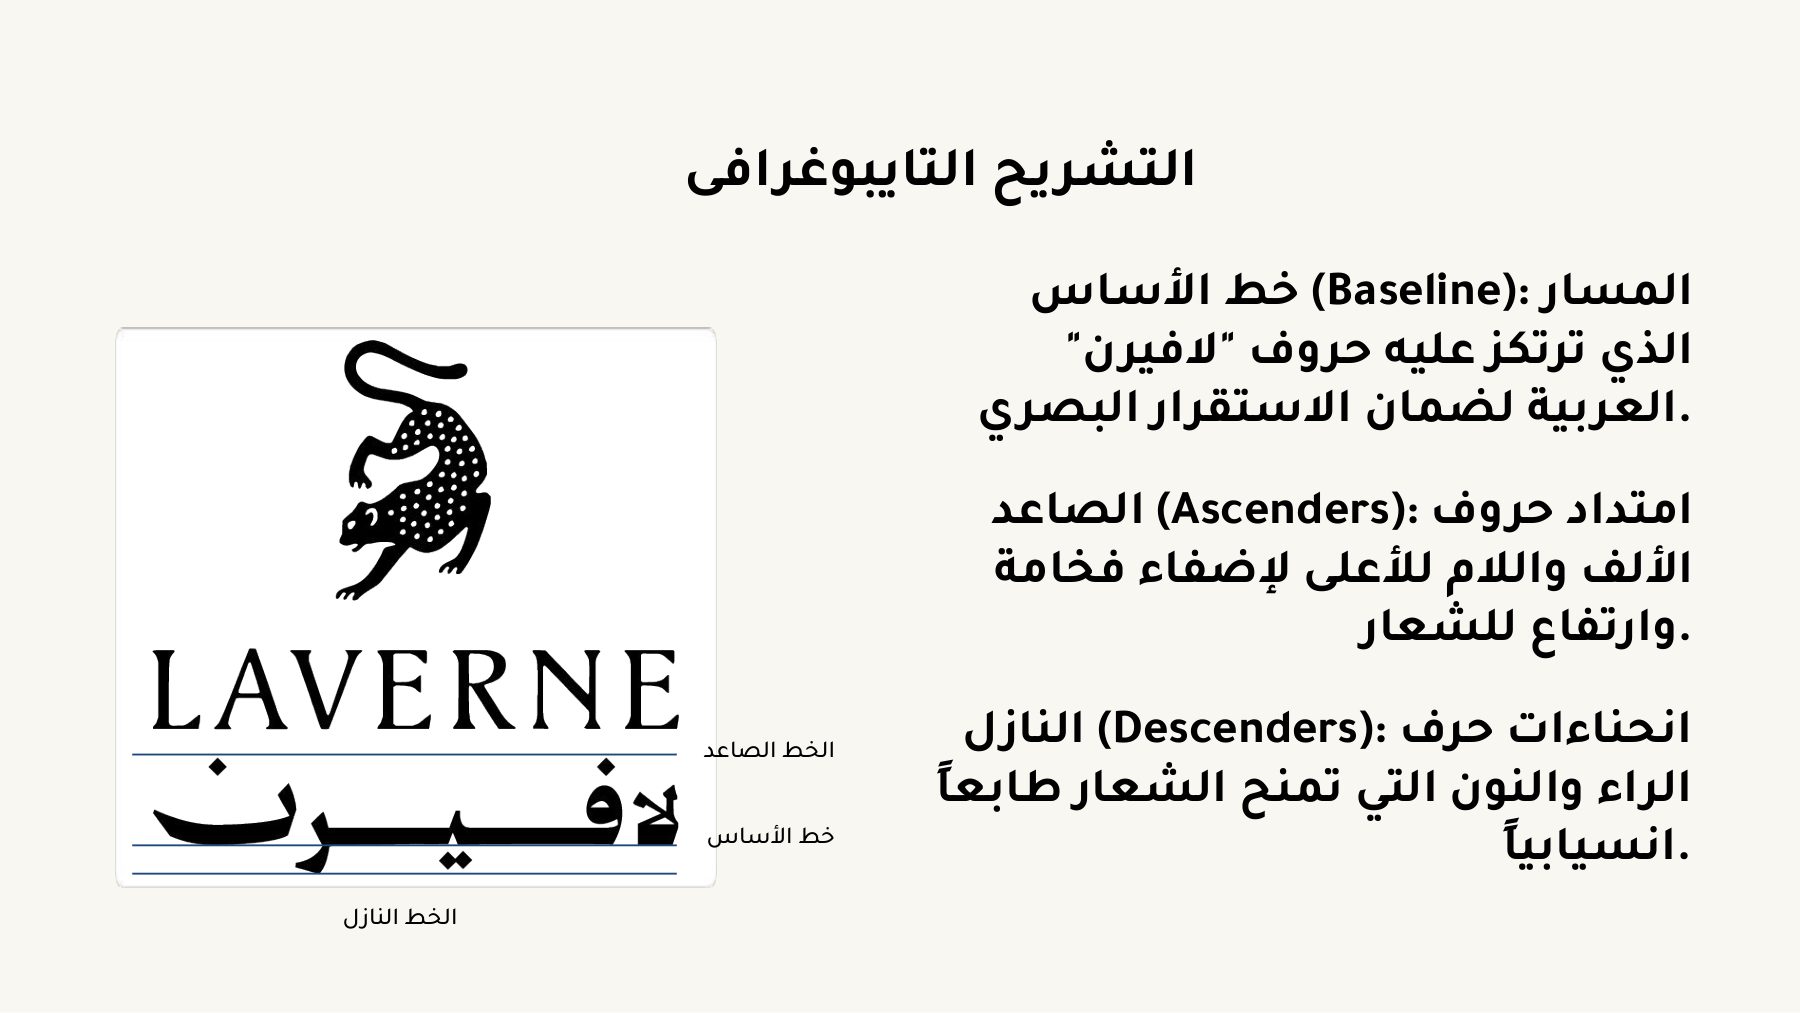 التشريح التايبوغرافى
خط الأساس (Baseline): المسار
الذي ترتكز عليه حروف "لافيرن"
العربية لضمان الاستقرار البصري.
الصاعد (Ascenders): امتداد حروف
الألف واللام للأعلى لإضفاء فخامة
وارتفاع للشعار.
النازل (Descenders): انحناءات حرف
الراء والنون التي تمنح الشعار طابعاً
انسيابياً.
LAVERNE
الخط الصاعد
لافيرن
خط الأساس
الخط النازل